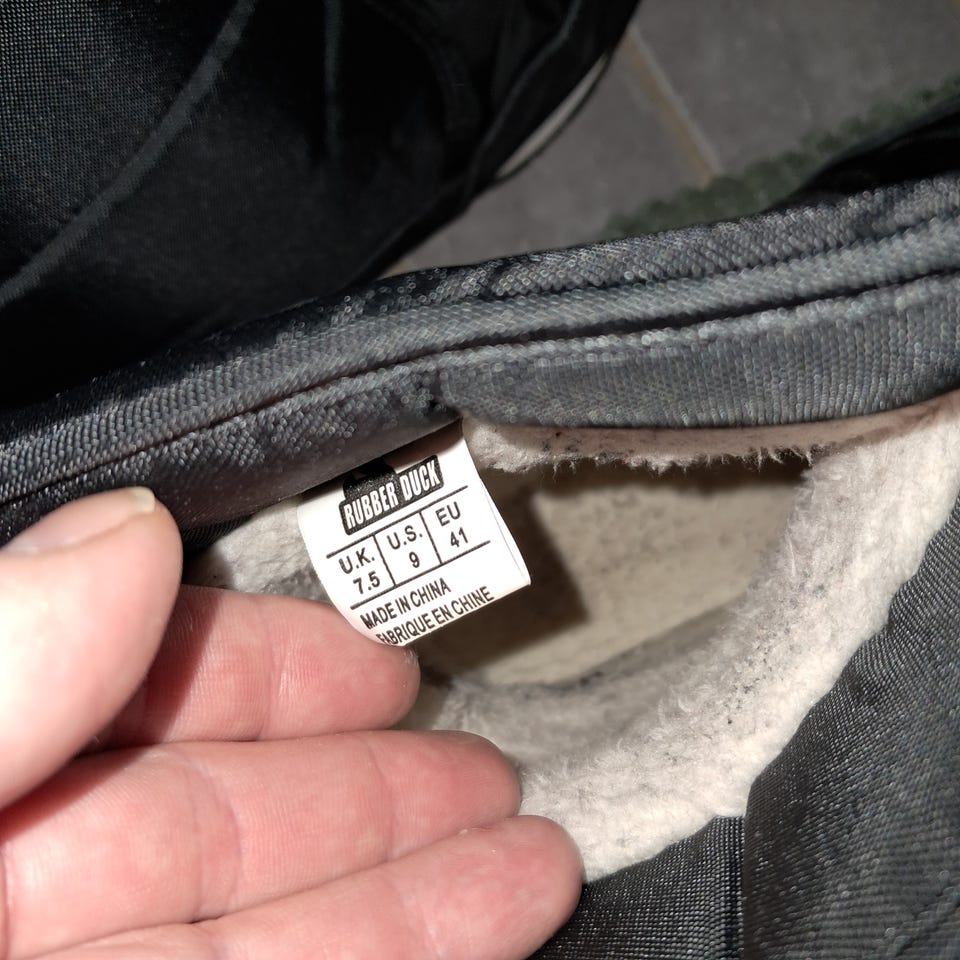 RUBBER DUCK
U.K. U.S. EU
7.5 9 41
MADE IN CHINA
FABRIQUE EN CHINE